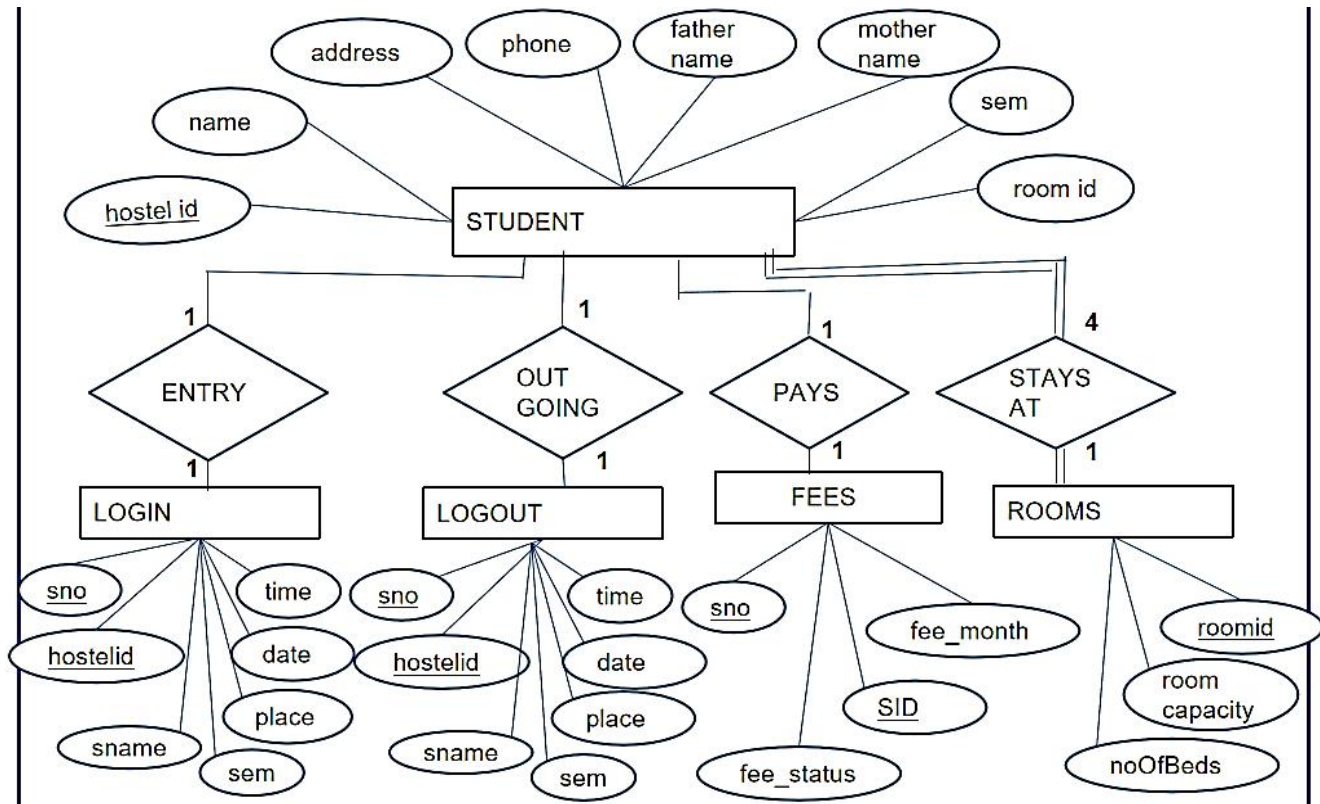 address
phone
father
name
mother
name
name
sem
hostel id
STUDENT
room id
1
1
1
4
ENTRY
OUT
GOING
PAYS
STAYS
AT
1
1
1
1
LOGIN
LOGOUT
FEES
ROOMS
sno
time
hostelid
date
place
sname
sem
sno
time
hostelid
date
place
sname
sem
sno
fee_month
SID
fee_status
roomid
room
capacity
noOfBeds